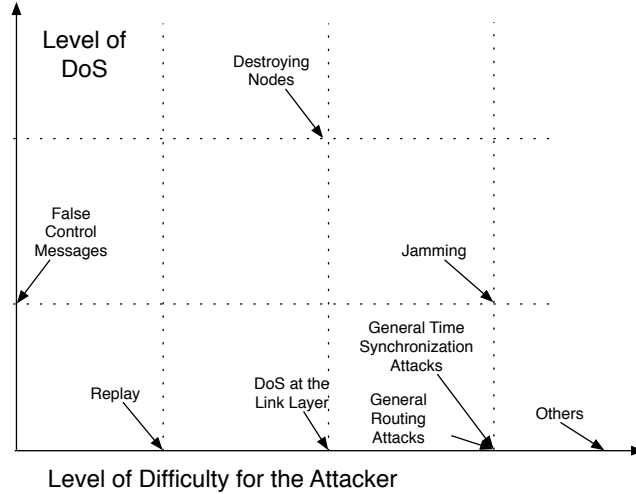 Level of
DoS
Destroying
Nodes
False
Control
Messages
Jamming
General Time
Synchronization
Attacks
Replay
DoS at the
Link Layer
General
Routing
Attacks
Others
Level of Difficulty for the Attacker